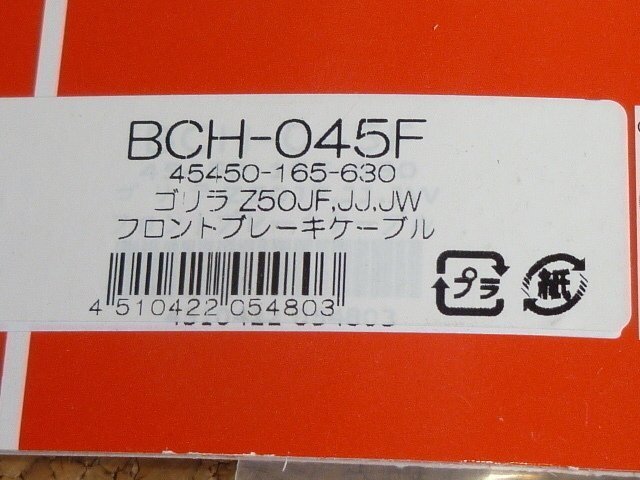 BCH-045F
45450-165-630
ゴリラ Z50JF,JJ,JW
フロントブレーキケーブル
4 510422 054803
プラ
紙